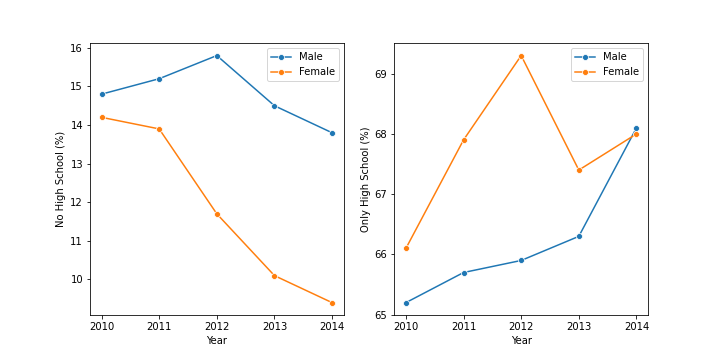 No High School (%)
16
15
14
13
12
11
10
2010 2011 2012 2013 2014
Year
Male
Female
Only High School (%)
69
68
67
66
65
2010 2011 2012 2013 2014
Year
Male
Female